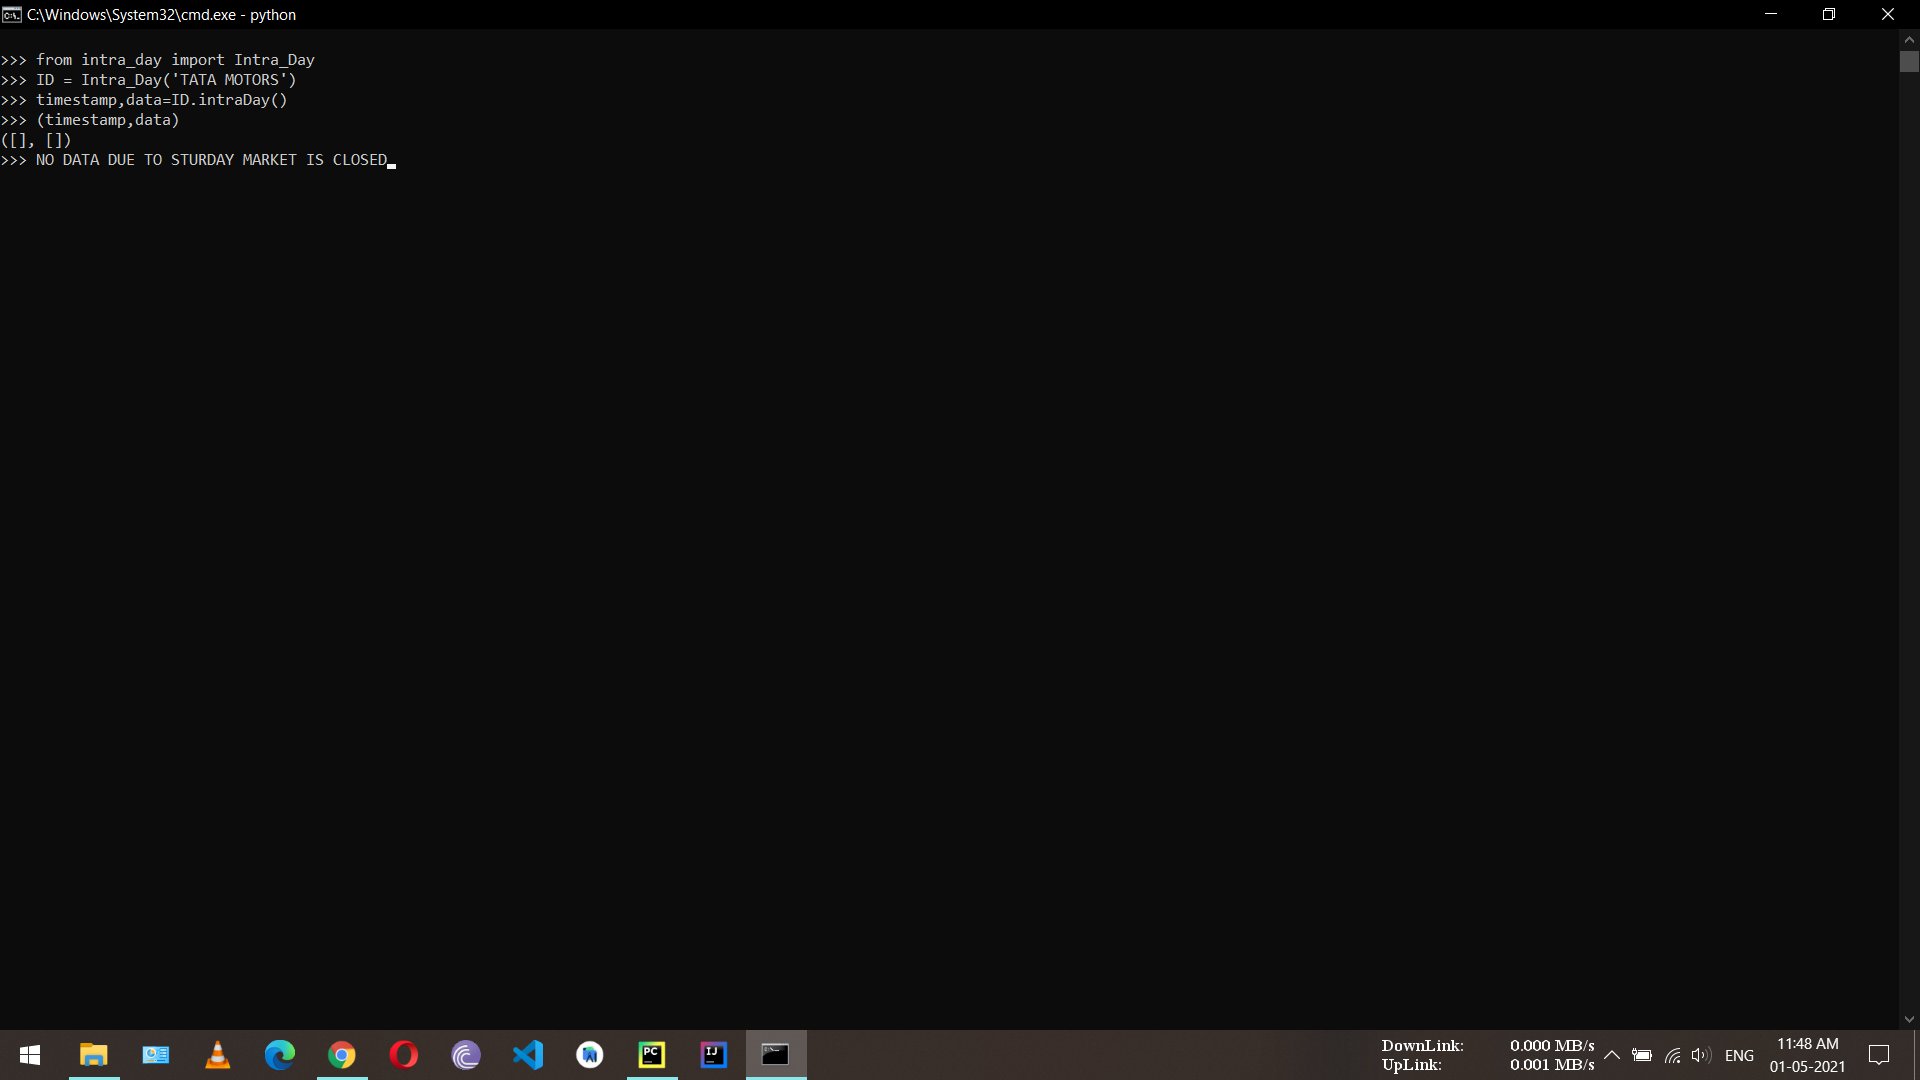 C:\Windows\System32\cmd.exe - python
>>> from intra_day import Intra_Day
>>> ID = Intra_Day('TATA MOTORS')
>>> timestamp,data=ID.intraDay()
>>> (timestamp,data)
([], [])
>>> NO DATA DUE TO STURDAY MARKET IS CLOSED
PC
IJ
DownLink: 0.000 MB/s
UpLink: 0.001 MB/s
ENG
11:48 AM
01-05-2021